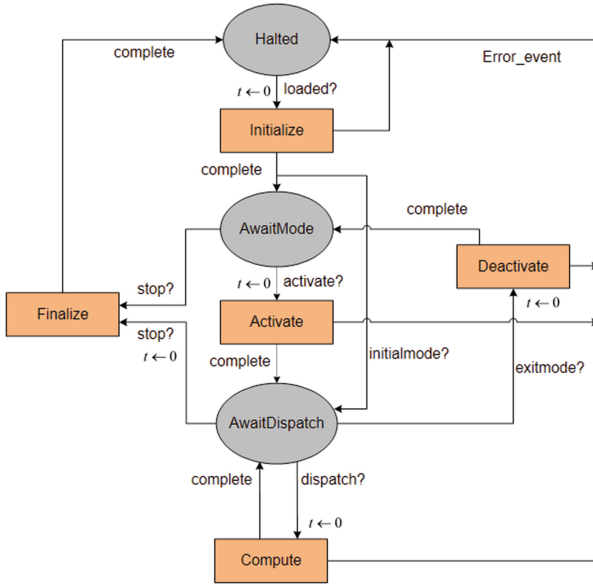 Halted
complete
Error_event
t ← 0 loaded?
Initialize
complete
complete
AwaitMode
Deactivate
t ← 0 activate?
stop?
t ← 0
Finalize
Activate
stop?
t ← 0
complete
initialmode?
exitmode?
AwaitDispatch
complete
dispatch?
t ← 0
Compute